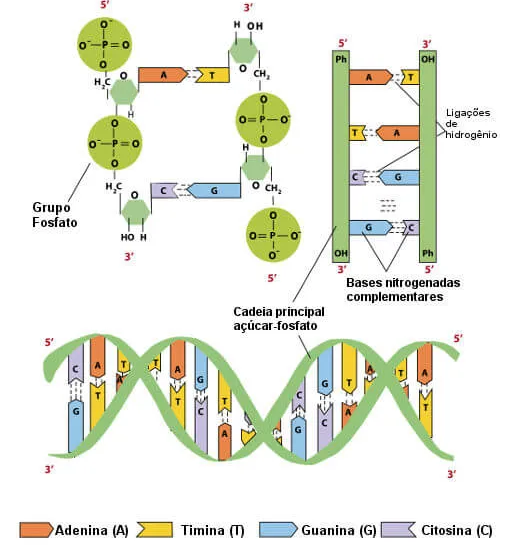 5'
3'
O⁻
O⁻
P
O
O
H₂C
O
A
T
H
OH
O
CH₂
H
O
O⁻
P
O
O
H₂C
O
HO
H
3'
C
G
O
O
P
O⁻
O
H
O
CH₂
O
O
P
O⁻
O⁻
5'
Grupo
Fosfato
5'
3'
Ph
OH
A
T
T
A
C
G
G
C
OH
Ph
3'
5'
Ligações
de
hidrogênio
Bases nitrogenadas
complementares
Cadeia principal
açúcar-fosfato
5'
3'
C
G
A
T
T
A
T
A
T
G
C
T
A
C
G
G
C
T
A
A
T
A
T
5'
3'
Adenina (A)
Timina (T)
Guanina (G)
Citosina (C)